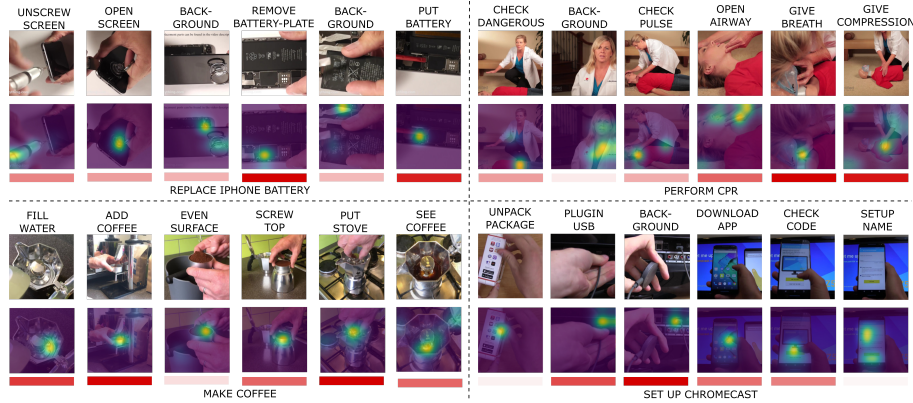 UNSCREW
SCREEN
OPEN
SCREEN
BACK-
GROUND
REMOVE
BATTERY-PLATE
BACK-
GROUND
PUT
BATTERY
REPLACE IPHONE BATTERY
CHECK
DANGEROUS
BACK-
GROUND
CHECK
PULSE
OPEN
AIRWAY
GIVE
BREATH
GIVE
COMPRESSION
PERFORM CPR
FILL
WATER
ADD
COFFEE
EVEN
SURFACE
SCREW
TOP
PUT
STOVE
SEE
COFFEE
MAKE COFFEE
UNPACK
PACKAGE
PLUGIN
USB
BACK-
GROUND
DOWNLOAD
APP
CHECK
CODE
SETUP
NAME
SET UP CHROMECAST